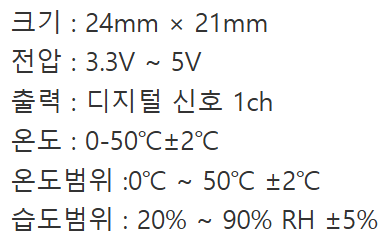 크기 : 24mm × 21mm
전압 : 3.3V ~ 5V
출력 : 디지털 신호 1ch
온도 : 0-50℃±2℃
온도범위 :0℃ ~ 50℃ ±2℃
습도범위 : 20% ~ 90% RH ±5%